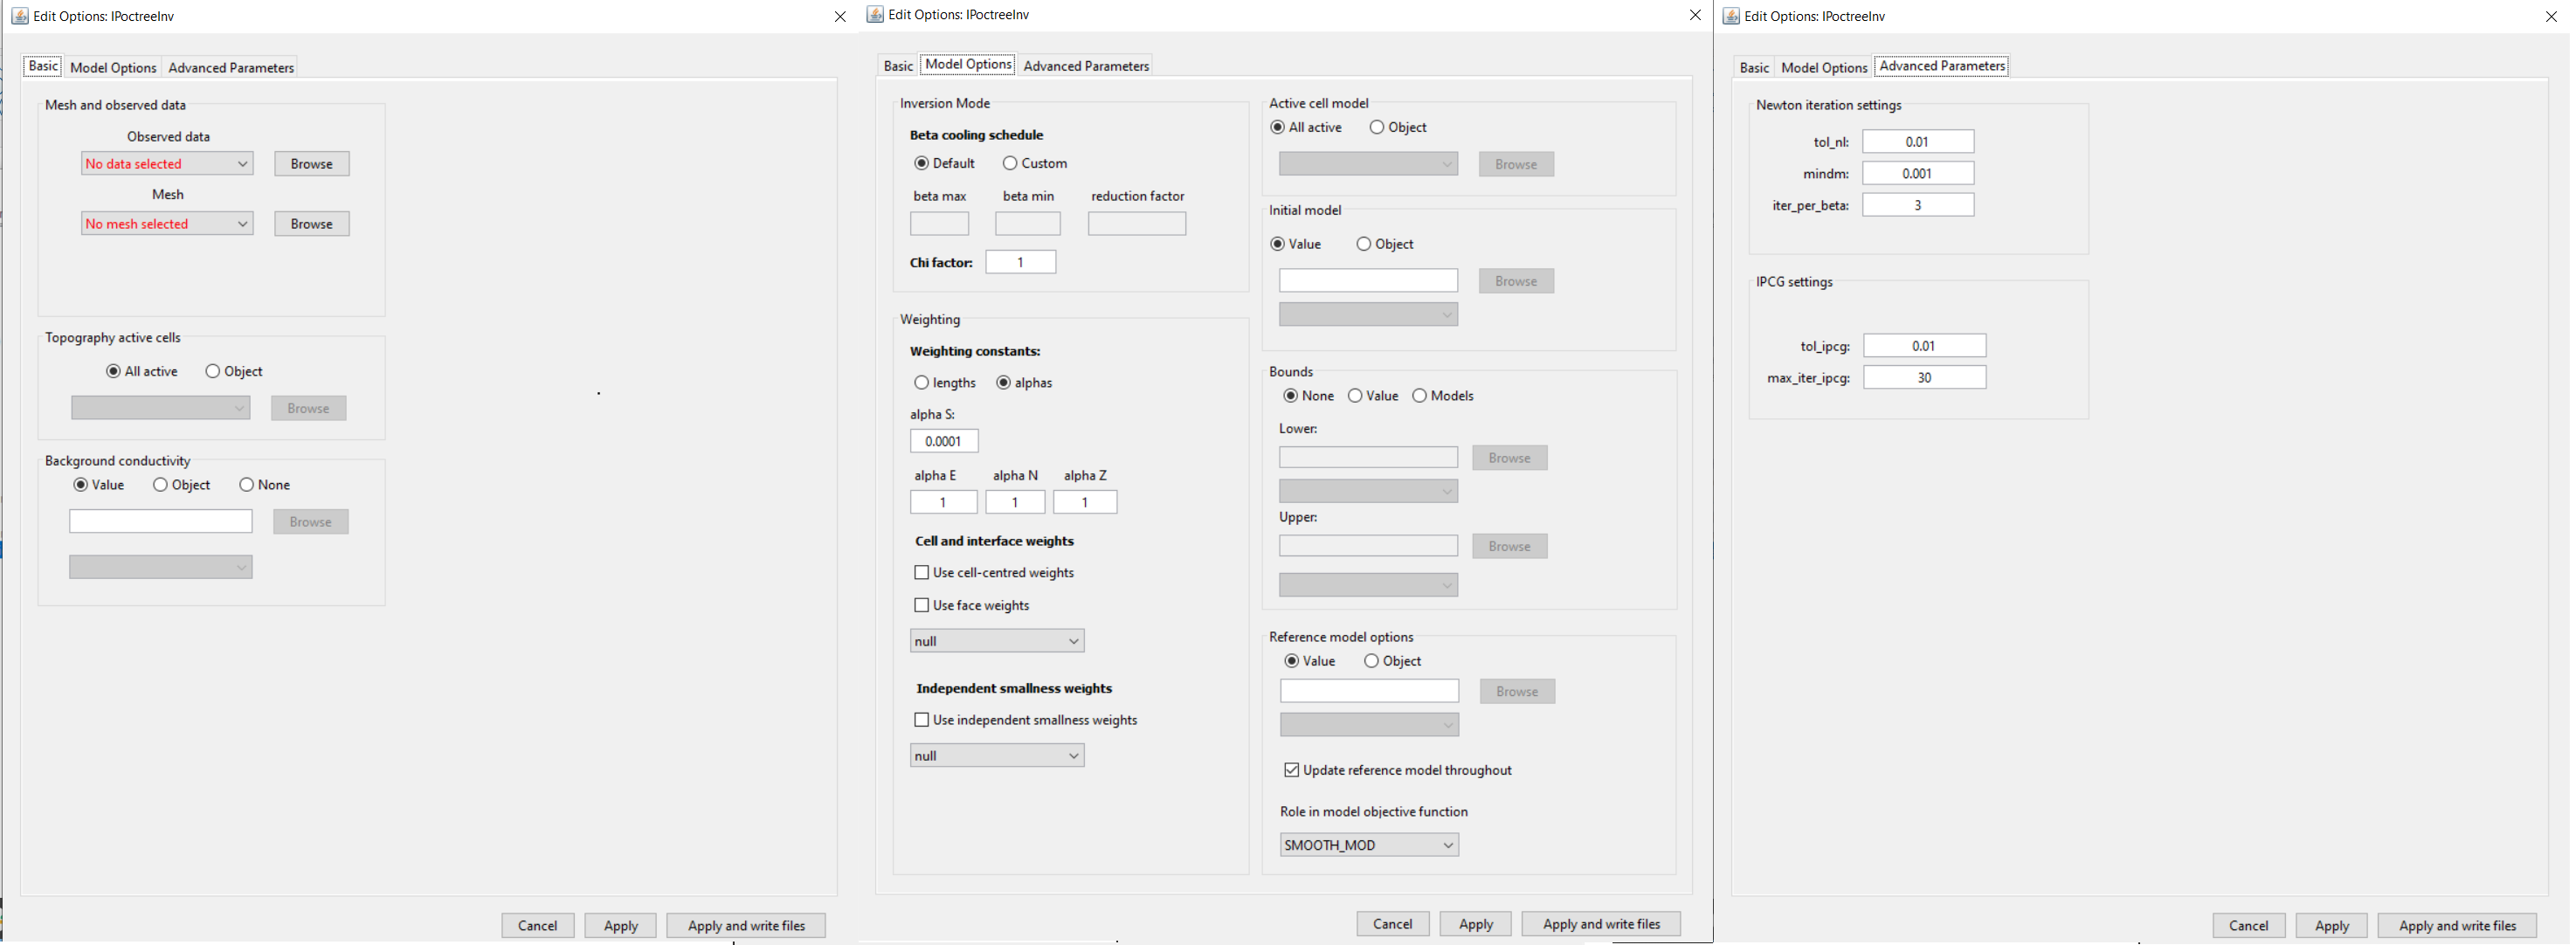 Edit Options: IPoctreeInv
Basic Model Options Advanced Parameters
Mesh and observed data
Observed data
No data selected Browse
Mesh
No mesh selected Browse
Topography active cells
All active Object
Browse
Background conductivity
Value Object None
Browse
Cancel Apply Apply and write files
Edit Options: IPoctreeInv
Basic Model Options Advanced Parameters
Inversion Mode
Beta cooling schedule
Default Custom
beta max beta min reduction factor
Chi factor: 1
Weighting
Weighting constants:
lengths alphas
alpha S:
0.0001
alpha E alpha N alpha Z
1 1 1
Cell and interface weights
Use cell-centred weights
Use face weights
null
Independent smallness weights
Use independent smallness weights
null
Active cell model
All active Object
Browse
Initial model
Value Object
Browse
Bounds
None Value Models
Lower:
Browse
Upper:
Browse
Reference model options
Value Object
Browse
Update reference model throughout
Role in model objective function
SMOOTH_MOD
Cancel Apply Apply and write files
Edit Options: IPoctreeInv
Basic Model Options Advanced Parameters
Newton iteration settings
tol_nl: 0.01
mindm: 0.001
iter_per_beta: 3
IPCG settings
tol_ipcg: 0.01
max_iter_ipcg: 30
Cancel Apply Apply and write files